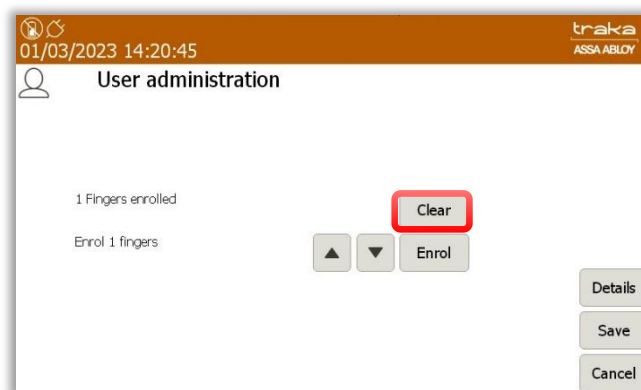 traka
01/03/2023 14:20:45
ASSA ABLOY
User administration
1 Fingers enrolled
Clear
Enrol 1 fingers
Enrol
Details
Save
Cancel